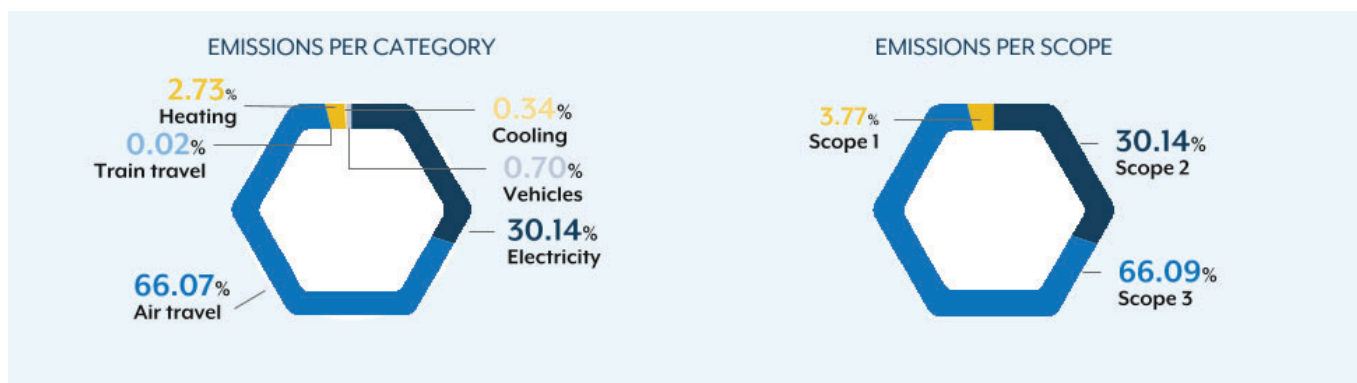 EMISSIONS PER CATEGORY
2.73%
Heating
0.02%
Train travel
66.07%
Air travel
0.34%
Cooling
0.70%
Vehicles
30.14%
Electricity
EMISSIONS PER SCOPE
3.77%
Scope 1
30.14%
Scope 2
66.09%
Scope 3